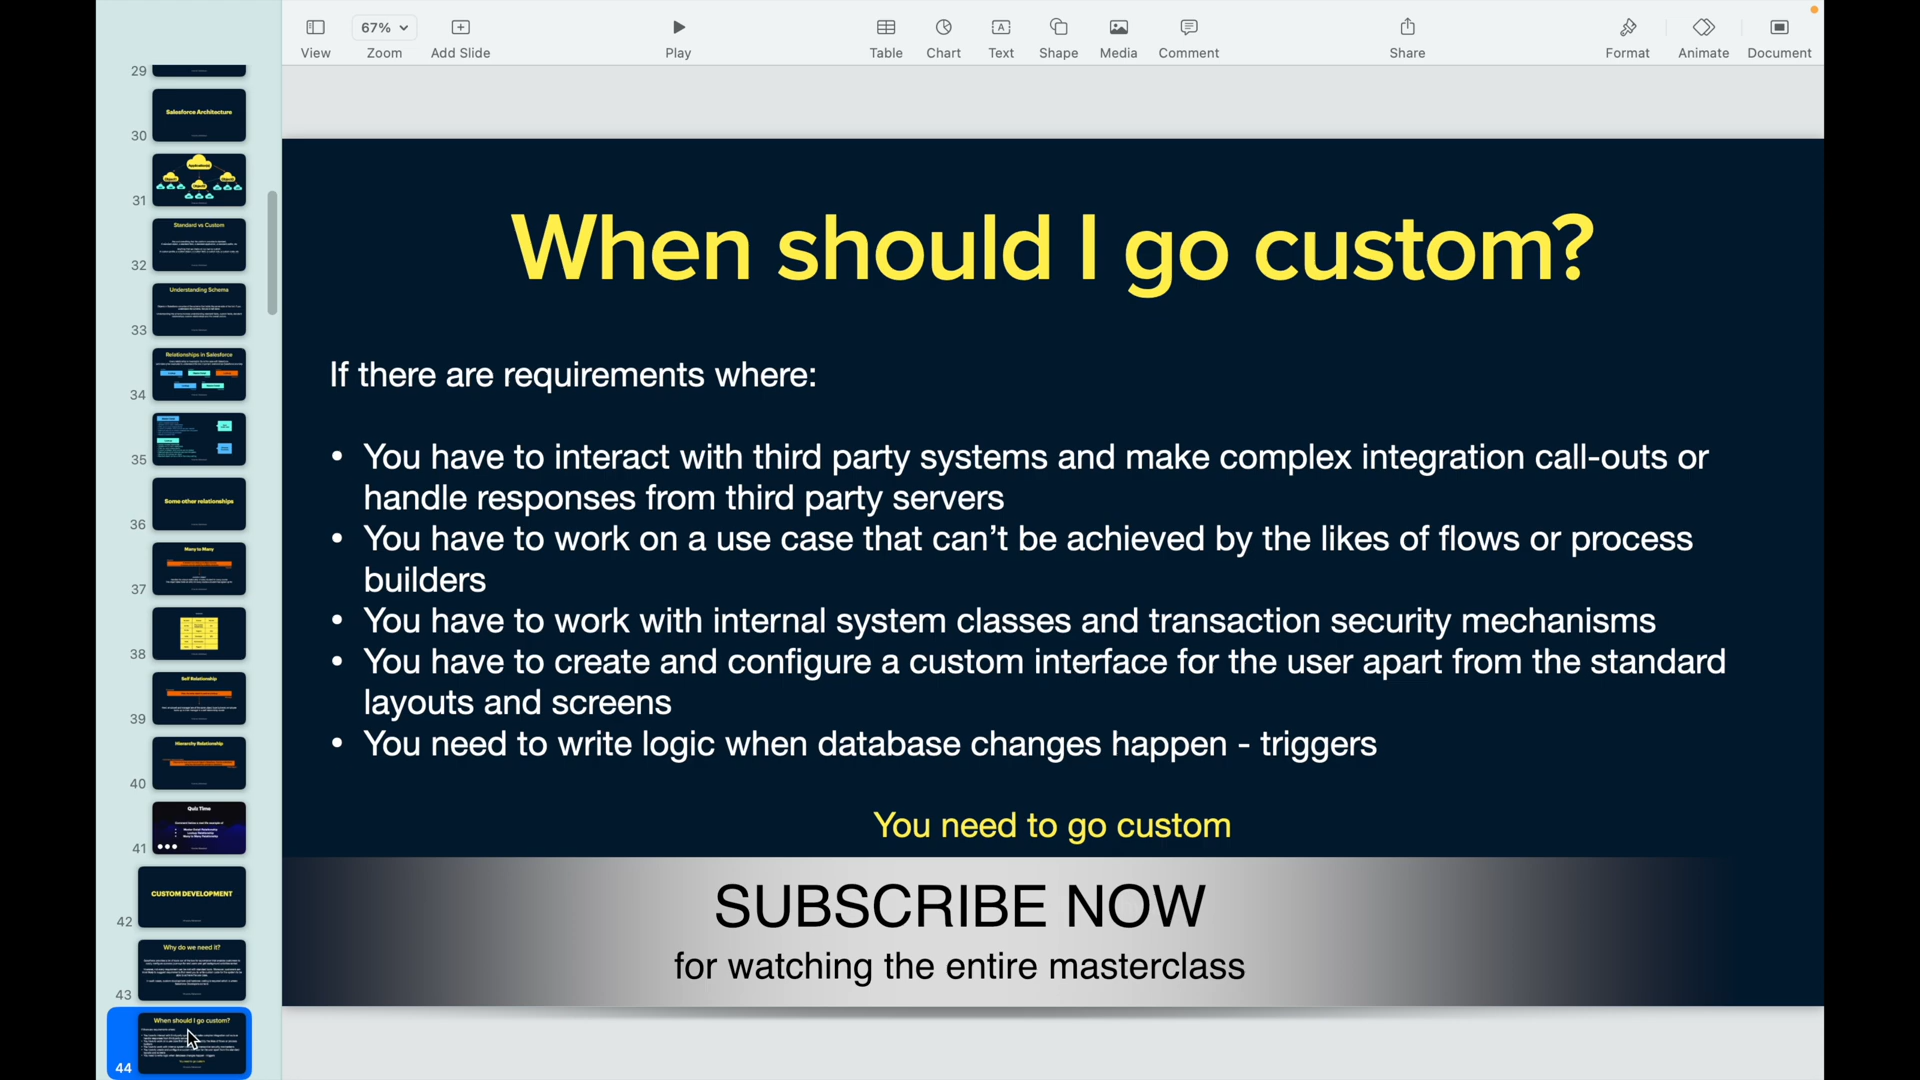 View
67%
Zoom
Add Slide
Play
Table
Chart
Text
Shape
Media
Comment
Share
Format
Animate
Document
29
Salesforce Architecture
30
31
Standard vs Custom
32
Understanding Schema
33
Relationships in Salesforce
34
35
Some other relationships
36
Many to Many
37
38
Self Relationship
39
Hierarchy Relationship
40
Quiz Time
41
CUSTOM DEVELOPMENT
42
Why do we need it?
43
When should I go custom?
44
When should I go custom?
If there are requirements where:
• You have to interact with third party systems and make complex integration call-outs or
handle responses from third party servers
• You have to work on a use case that can’t be achieved by the likes of flows or process
builders
• You have to work with internal system classes and transaction security mechanisms
• You have to create and configure a custom interface for the user apart from the standard
layouts and screens
• You need to write logic when database changes happen - triggers
You need to go custom
SUBSCRIBE NOW
for watching the entire masterclass